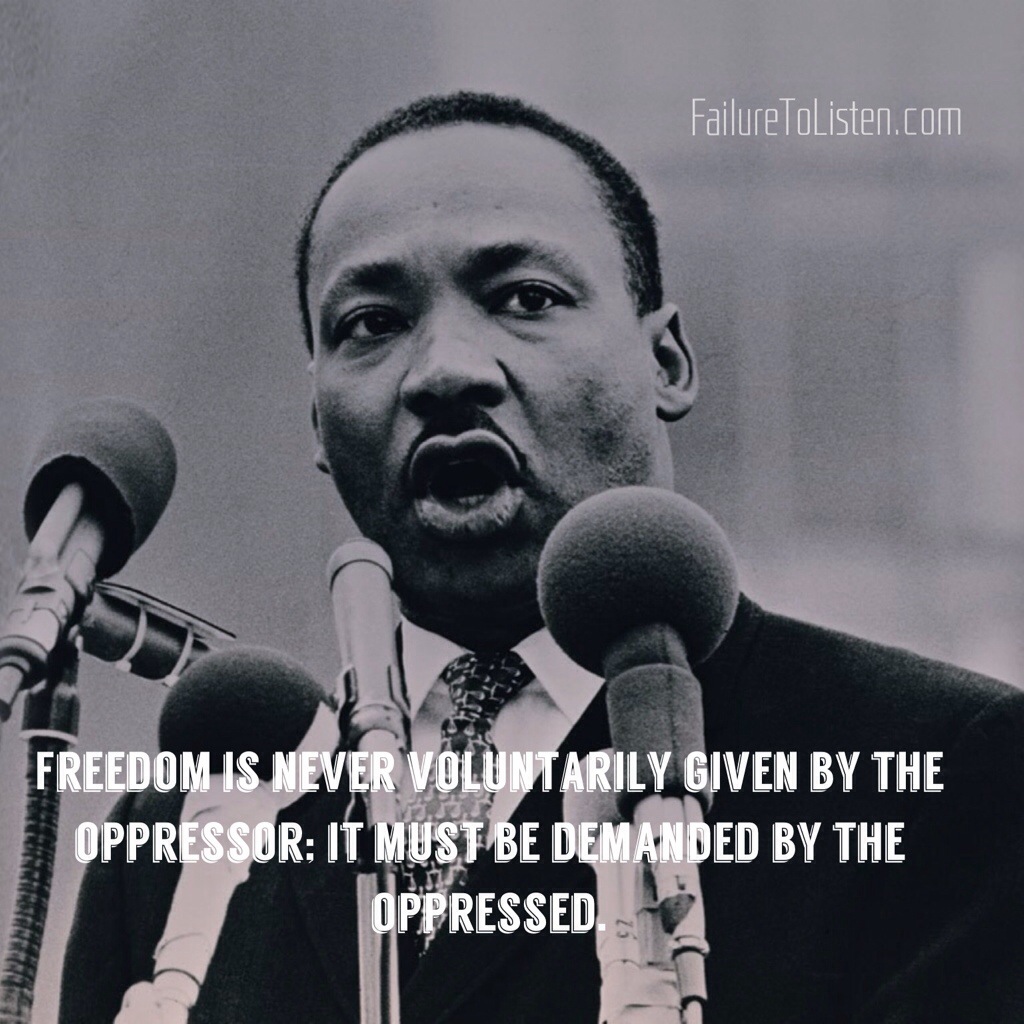 FailureToListen.com
FREEDOM IS NEVER VOLUNTARILY GIVEN BY THE
OPPRESSOR: IT MUST BE DEMANDED BY THE
OPPRESSED.